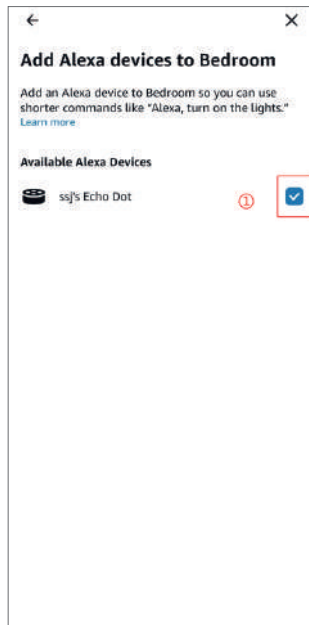 Add Alexa devices to Bedroom
Add an Alexa device to Bedroom so you can use
shorter commands like "Alexa, turn on the lights."
Learn more
Available Alexa Devices
ssj's Echo Dot
①